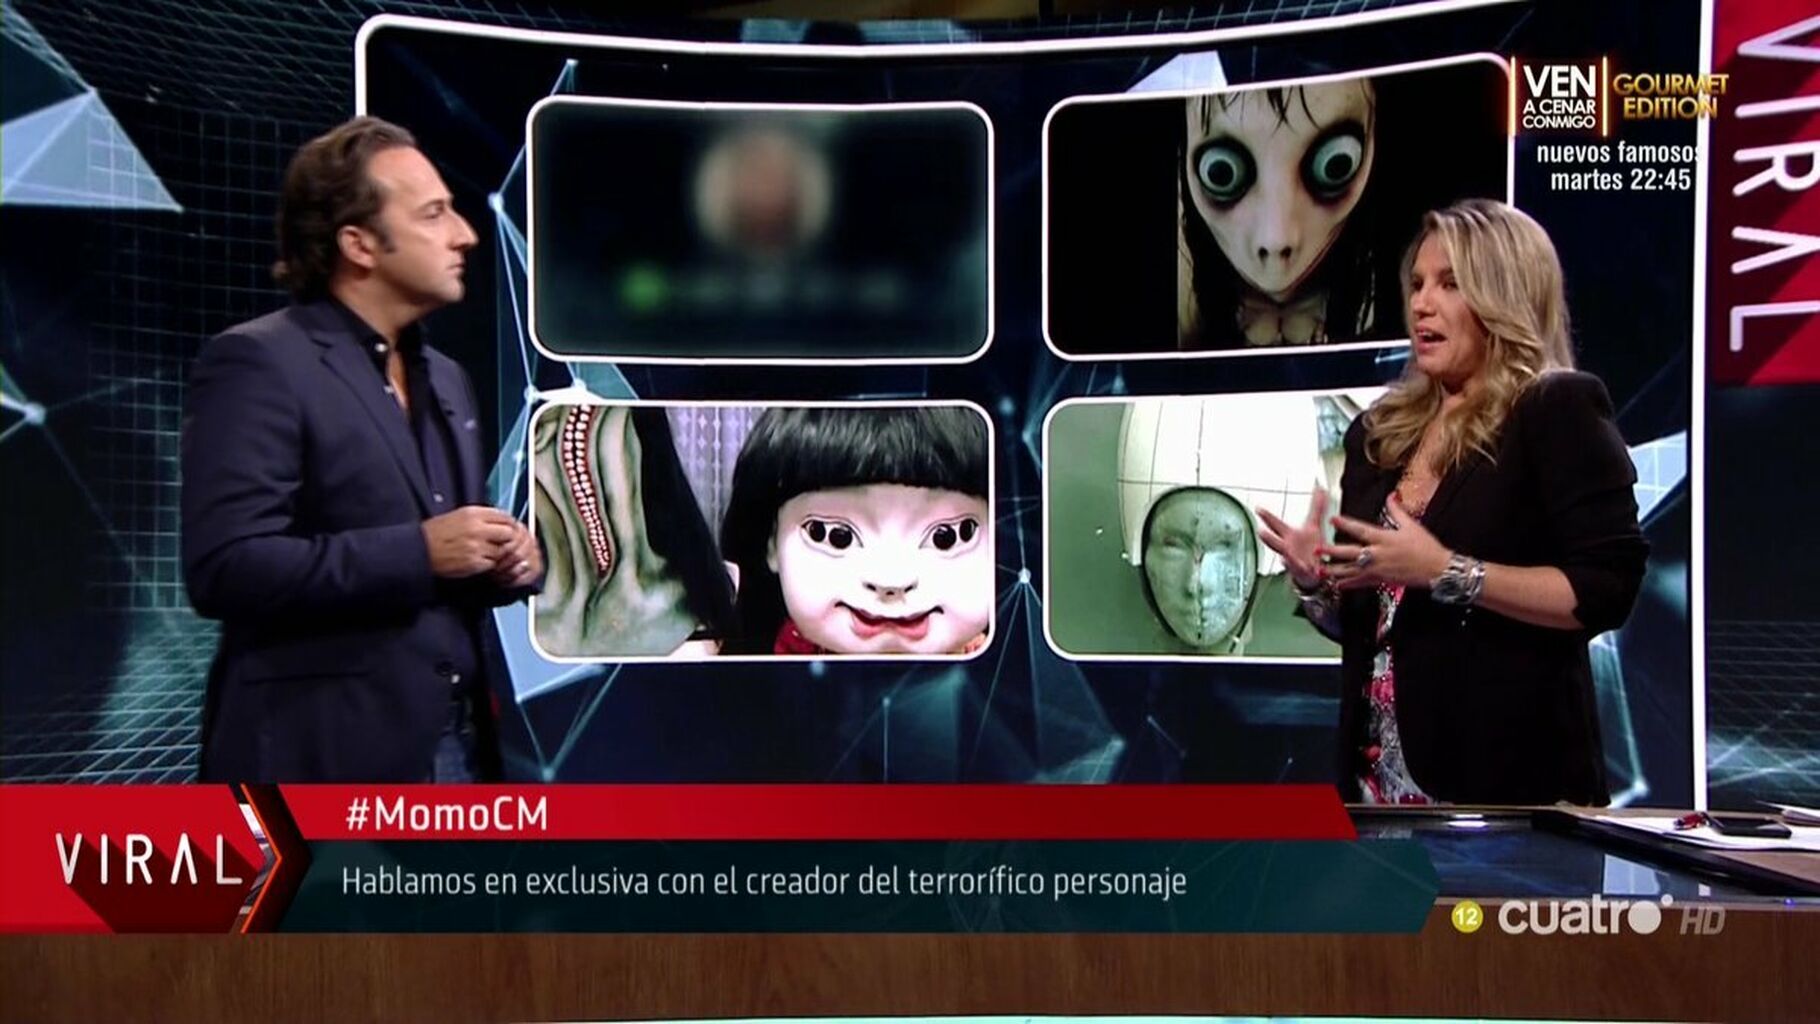 VEN
A CENAR
CONMIGO
GOURMET
EDITION
nuevos famosos
martes 22:45
VIRAL
#MomoCM
VIRAL
Hablamos en exclusiva con el creador del terrorífico personaje
12 cuatro HD